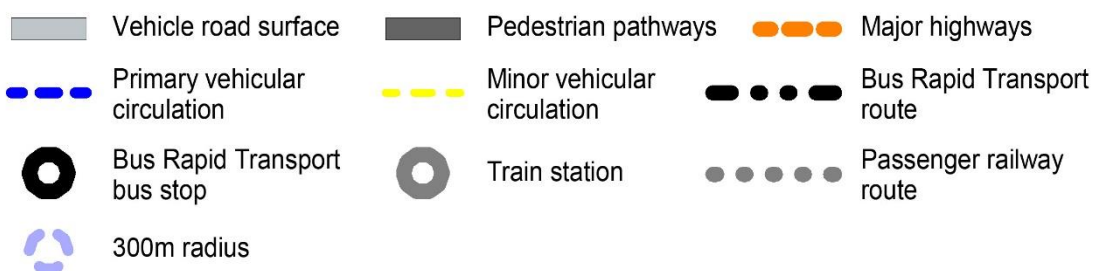 Vehicle road surface
Pedestrian pathways
Major highways
Primary vehicular
circulation
Minor vehicular
circulation
Bus Rapid Transport
route
Bus Rapid Transport
bus stop
Train station
Passenger railway
route
300m radius